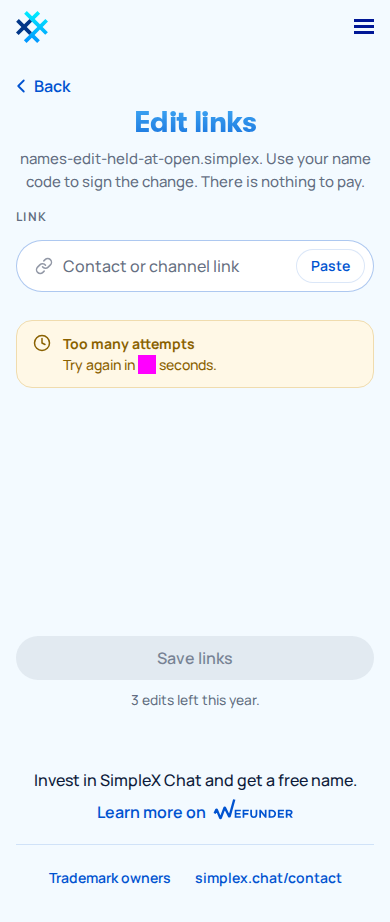 Back
Edit links
names-edit-held-at-open.simplex. Use your name
code to sign the change. There is nothing to pay.
LINK
Contact or channel link
Paste
Too many attempts
Try again in seconds.
Save links
3 edits left this year.
Invest in SimpleX Chat and get a free name.
Learn more on WEFUNDER
Trademark owners simplex.chat/contact